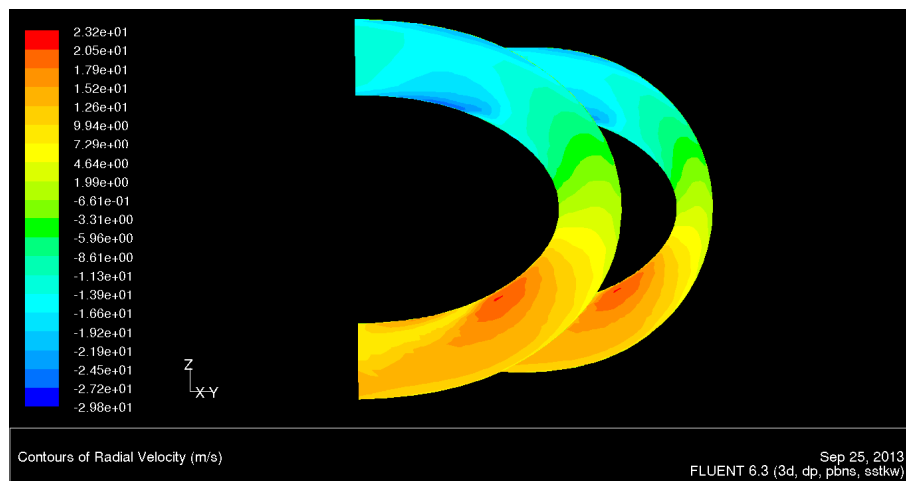 2.32e+01
2.05e+01
1.79e+01
1.52e+01
1.26e+01
9.94e+00
7.29e+00
4.64e+00
1.99e+00
-6.61e-01
-3.31e+00
-5.96e+00
-8.61e+00
-1.13e+01
-1.39e+01
-1.66e+01
-1.92e+01
-2.19e+01
-2.45e+01
-2.72e+01
-2.98e+01
Z
X Y
Contours of Radial Velocity (m/s)
Sep 25, 2013
FLUENT 6.3 (3d, dp, pbns, sstkw)